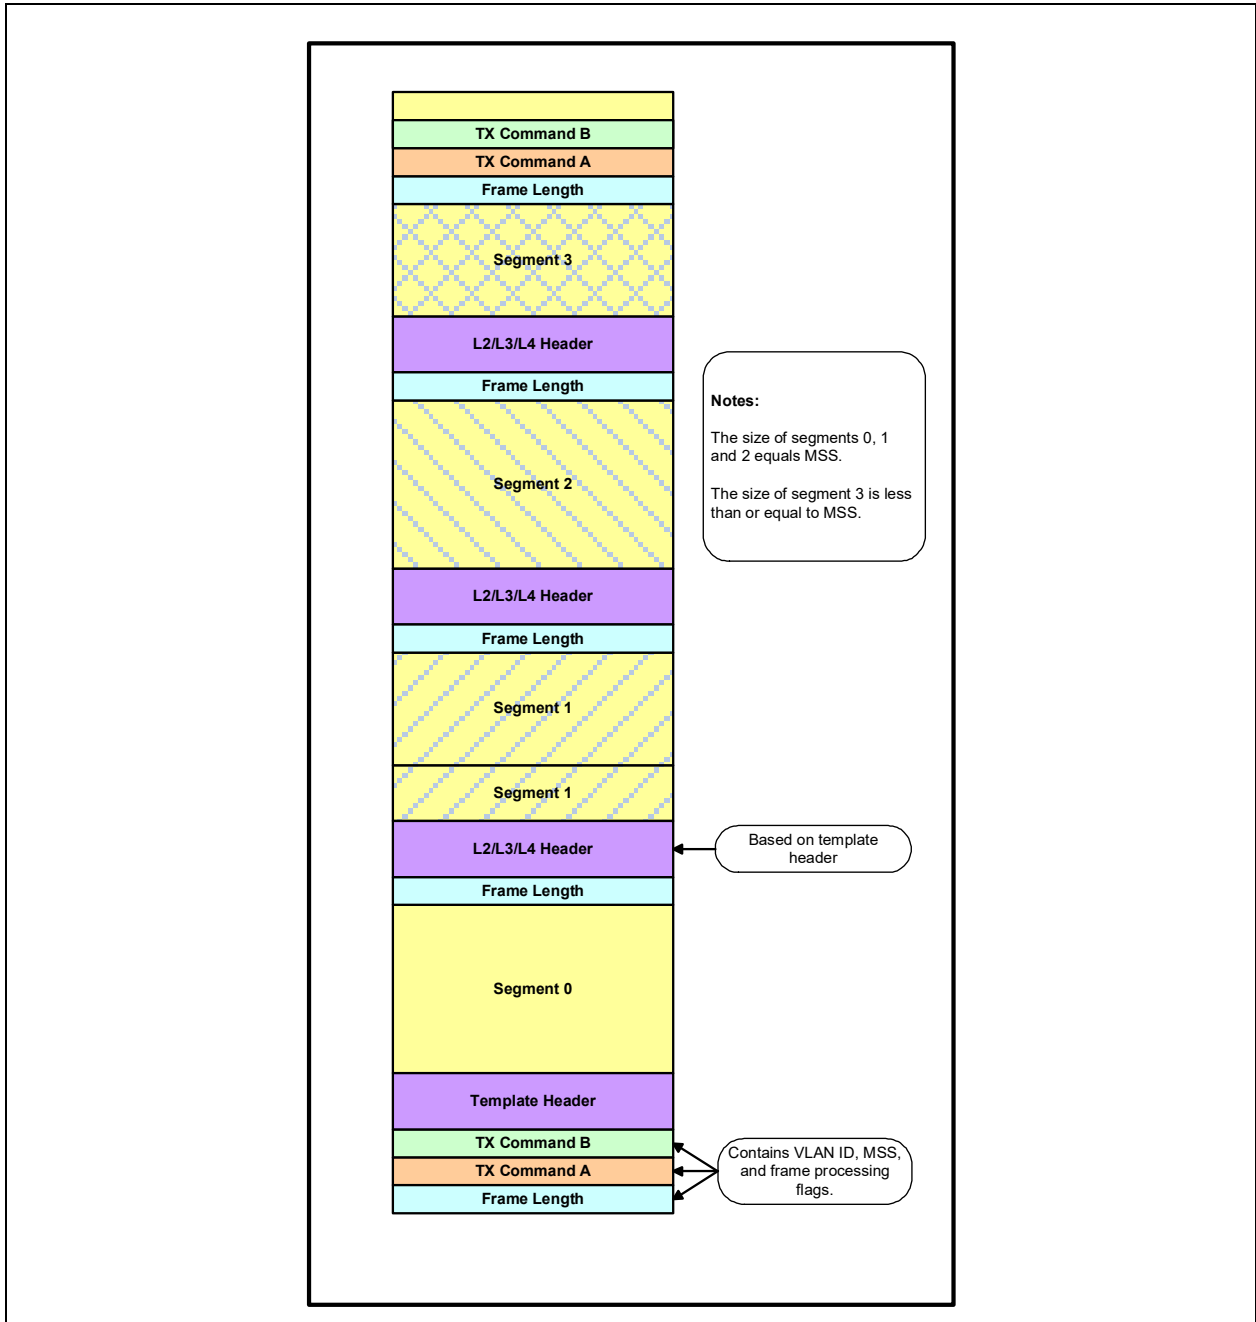 TX Command B
TX Command A
Frame Length
Segment 3
L2/L3/L4 Header
Frame Length
Notes:
The size of segments 0, 1
and 2 equals MSS.
The size of segment 3 is less
than or equal to MSS.
Segment 2
L2/L3/L4 Header
Frame Length
Segment 1
Segment 1
L2/L3/L4 Header
Based on template
header
Frame Length
Segment 0
Template Header
TX Command B
TX Command A
Frame Length
Contains VLAN ID, MSS,
and frame processing
flags.